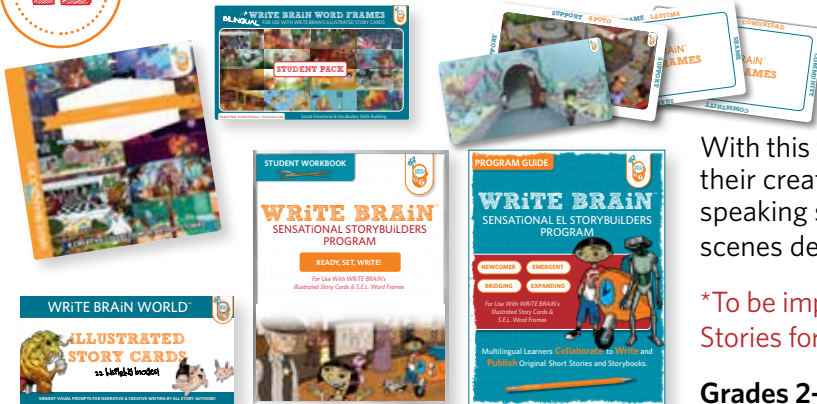 WRiTE BRAiN WORD FRAMES
BiLiNGUAL
FOR USE WITH WRITE BRAIN'S ILLUSTRATED STORY CARDS
STUDENT PACK
Social-Emotional & Vocabulary Skills-Building
SUPPORT APOYO
LASTIMA
COMUNIDAD
SUPPORT
SHAME
COMMUNITY
COMMUNITY
STUDENT WORKBOOK
WRiTE BRAiN
SENSATiONAL STORYBUiLDERS
PROGRAM
READY, SET, WRITE!
For Use With WRiTE BRAiN's
Illustrated Story Cards & S.E.L. Word Frames
PROGRAM GUiDE
WRiTE BRAiN
SENSATiONAL EL STORYBUiLDERS
PROGRAM
NEWCOMER
EMERGENT
BRIDGING
EXPANDING
For Use With WRiTE BRAiN's
Illustrated Story Cards &
S.E.L. Word Frames
Multilingual Learners Collaborate to Write and
Publish Original Short Stories and Storybooks.
WRiTE BRAiN WORLD
iLLUSTRATED
STORY CARDS
VIBRANT VISUAL PROMPTS FOR NARRATIVE & CREATIVE WRITING BY ALL STORY AUTHORS!
With this
their creat
speaking s
scenes de
*To be imp
Stories for
Grades 2-